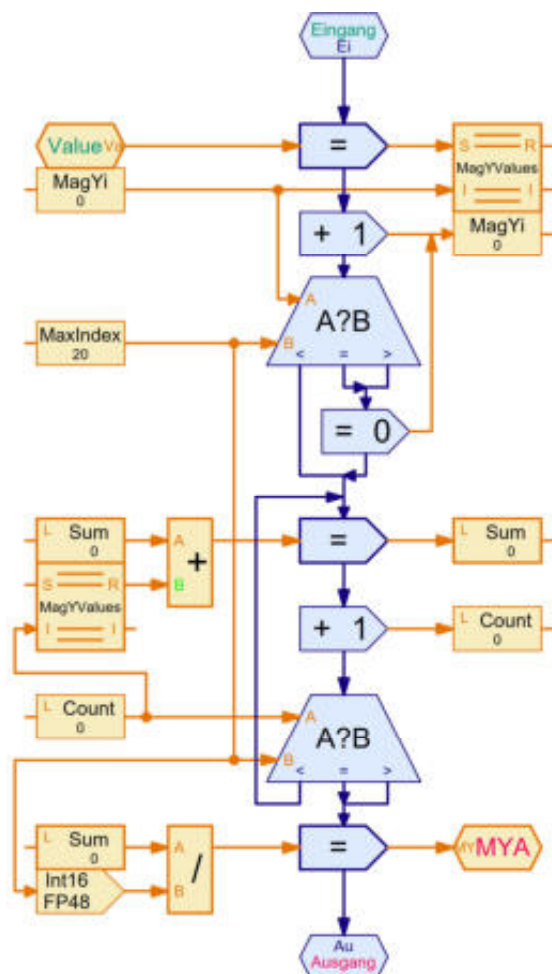 Eingang
Ei
Value Va
=
S R
MagYValues
I I
MagYi
0
+ 1
MagYi
0
A
A?B
B
< = >
MaxIndex
20
= 0
L Sum
0
A
+
B
=
L Sum
0
S R
MagYValues
I I
+ 1
L Count
0
L Count
0
A
A?B
B
< = >
L Sum
0
A
/
B
=
MY MYA
Int16
FP48
Au
Ausgang